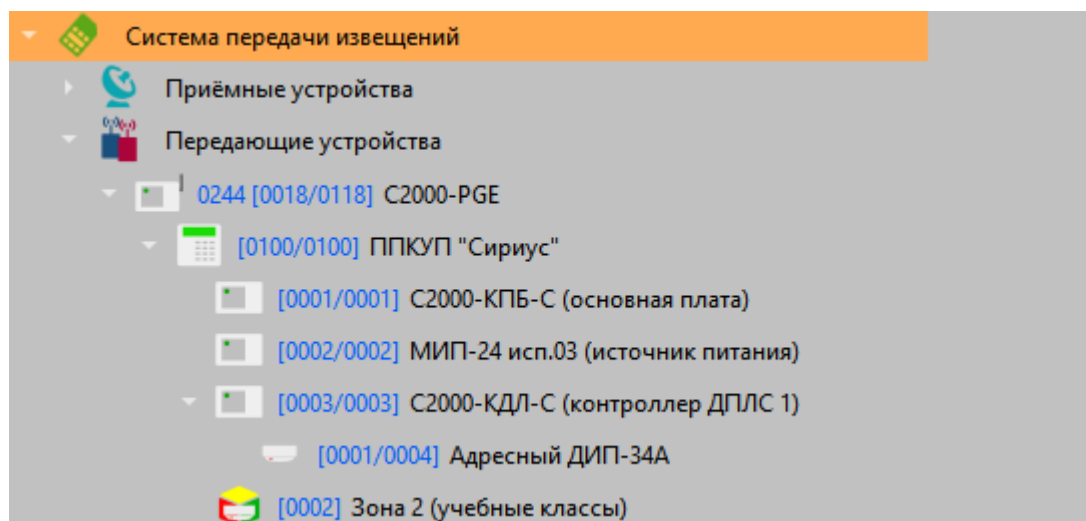 Система передачи извещений
Приёмные устройства
Передающие устройства
0244 [0018/0118] С2000-PGE
[0100/0100] ППКУП "Сириус"
[0001/0001] С2000-КПБ-С (основная плата)
[0002/0002] МИП-24 исп.03 (источник питания)
[0003/0003] С2000-КДЛ-С (контроллер ДПЛС 1)
[0001/0004] Адресный ДИП-34А
[0002] Зона 2 (учебные классы)